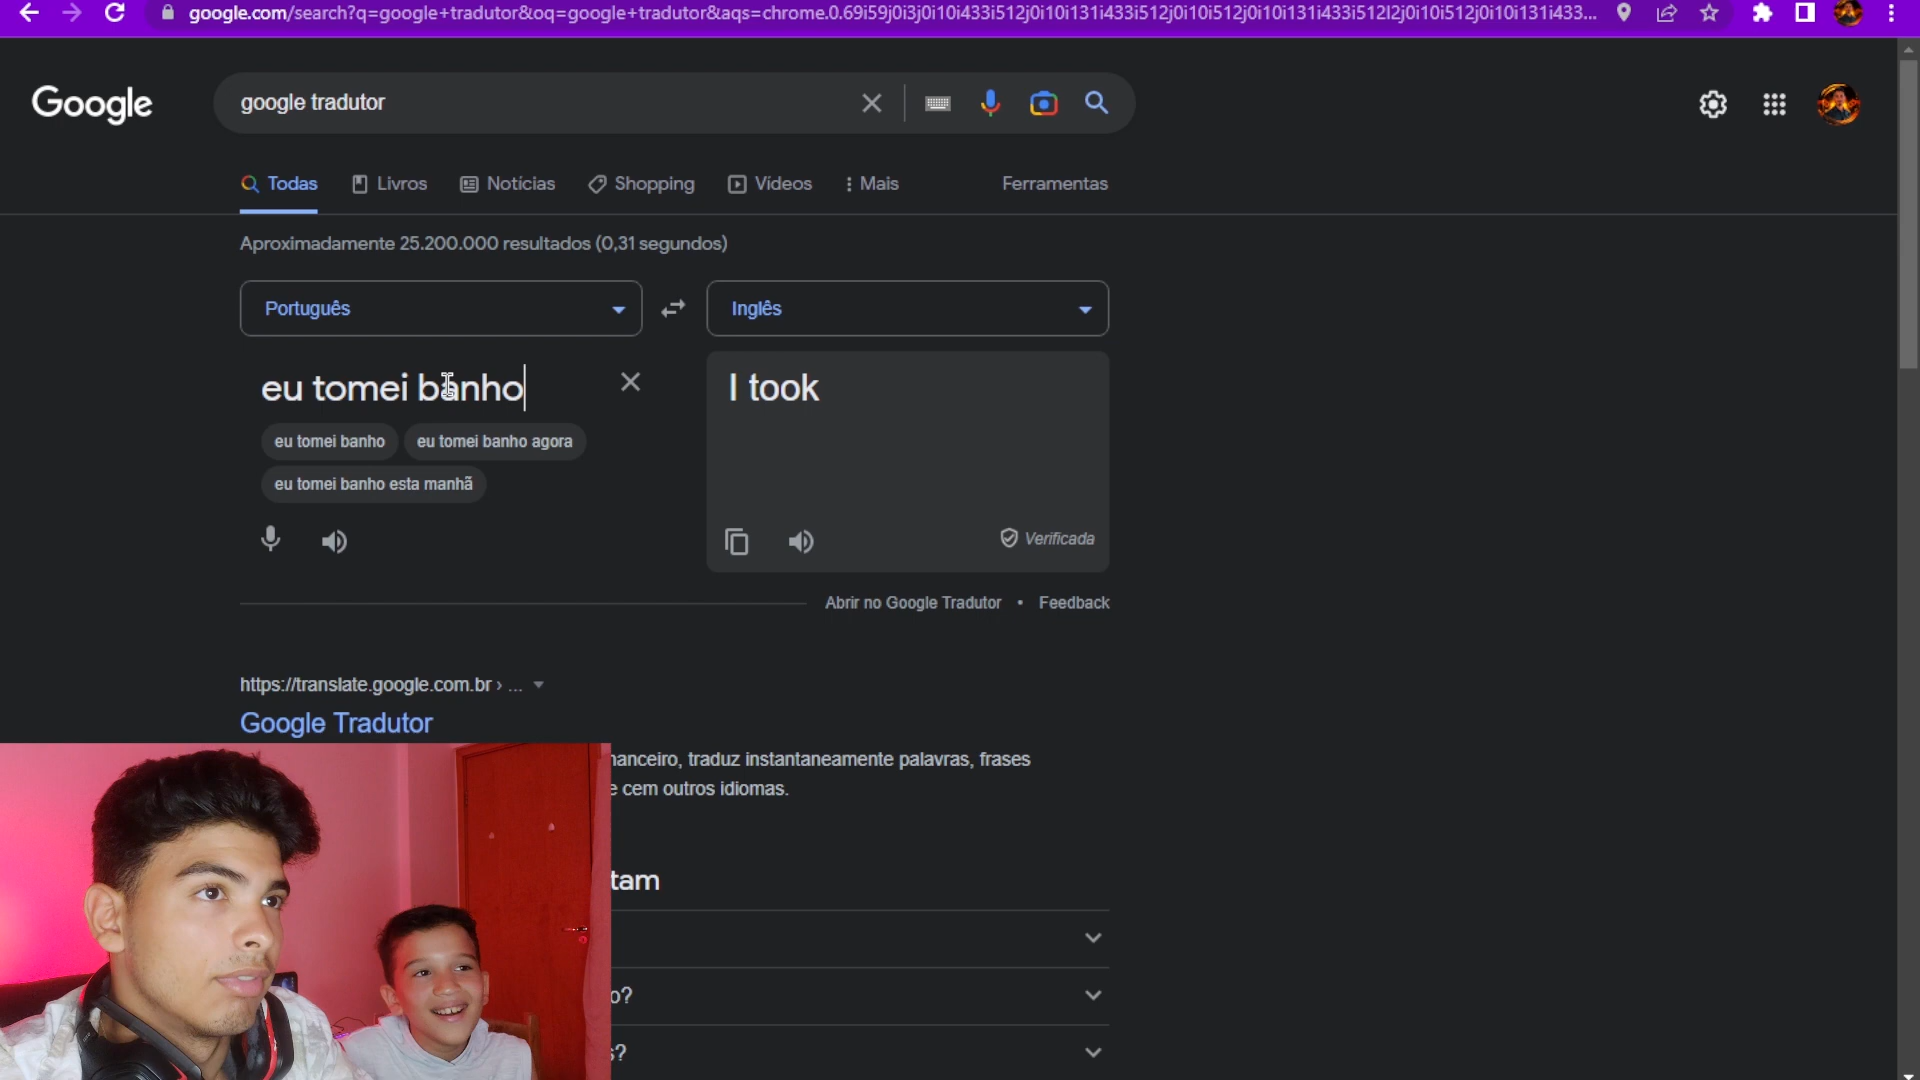 google.com/search?q=google+tradutor&oq=google+tradutor&aqs=chrome.0.69i59j0i3j0i10i433i512j0i10i131i433i512j0i10i512j0i10i131i433i512l2j0i10i512j0i10i131i433...
Google
google tradutor
Todas
Livros
Notícias
Shopping
Vídeos
Mais
Ferramentas
Aproximadamente 25.200.000 resultados (0,31 segundos)
Português
Inglês
eu tomei banho
I took
eu tomei banho
eu tomei banho agora
eu tomei banho esta manhã
Verificada
Abrir no Google Tradutor • Feedback
https://translate.google.com.br › ...
Google Tradutor
nanceiro, traduz instantaneamente palavras, frases
e cem outros idiomas.
tam
o?
s?